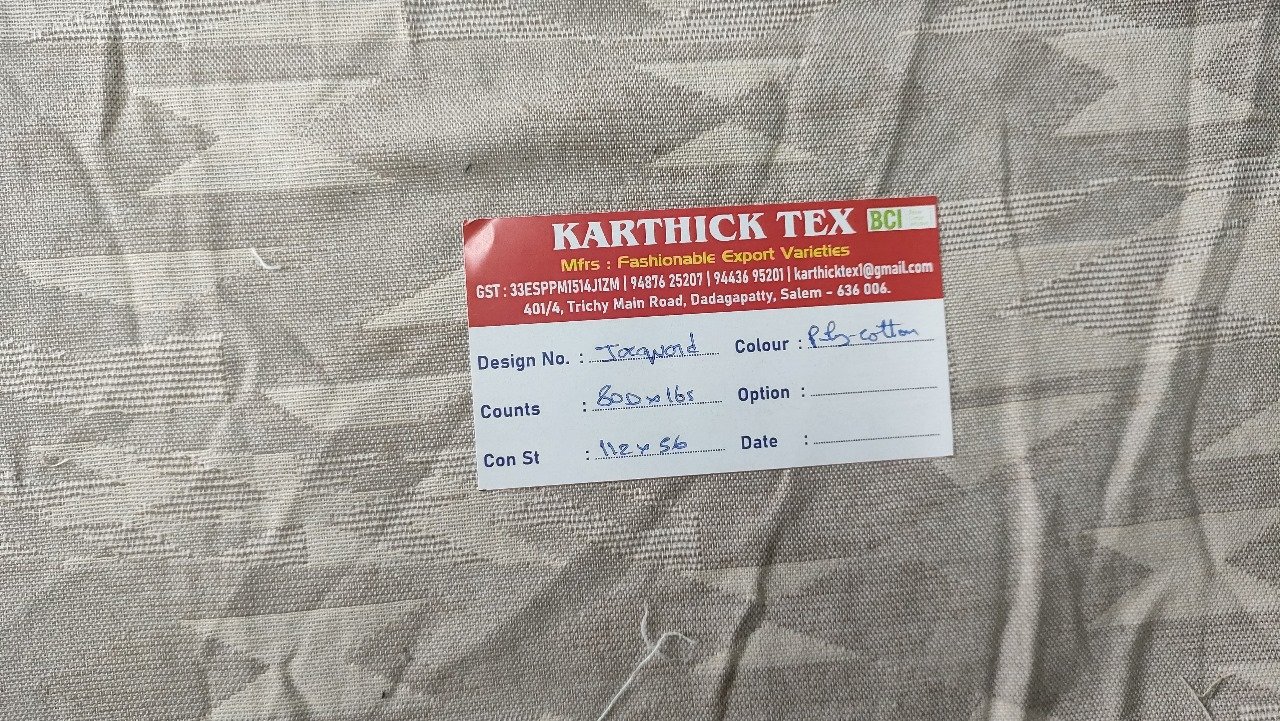 KARTHICK TEX BCI
Mfrs : Fashionable Export Varieties
GST : 33ESPPM1514J1ZM | 94876 25207 | 94436 95201 | karthicktex1@gmail.com
401/4, Trichy Main Road, Dadagapatty, Salem - 636 006.
Design No. : Jacquord Colour : Poly-cotton
Counts : 80D x 16s Option :
Con St : 112 x 56 Date :